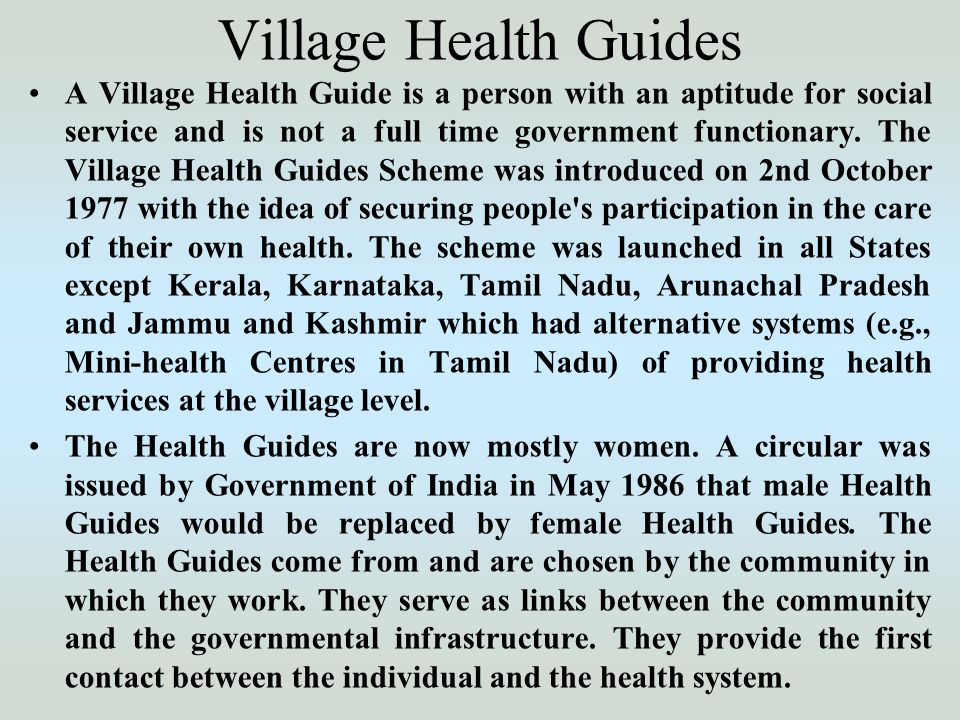 Village Health Guides
• A Village Health Guide is a person with an aptitude for social
service and is not a full time government functionary. The
Village Health Guides Scheme was introduced on 2nd October
1977 with the idea of securing people's participation in the care
of their own health. The scheme was launched in all States
except Kerala, Karnataka, Tamil Nadu, Arunachal Pradesh
and Jammu and Kashmir which had alternative systems (e.g.,
Mini-health Centres in Tamil Nadu) of providing health
services at the village level.
• The Health Guides are now mostly women. A circular was
issued by Government of India in May 1986 that male Health
Guides would be replaced by female Health Guides. The
Health Guides come from and are chosen by the community in
which they work. They serve as links between the community
and the governmental infrastructure. They provide the first
contact between the individual and the health system.